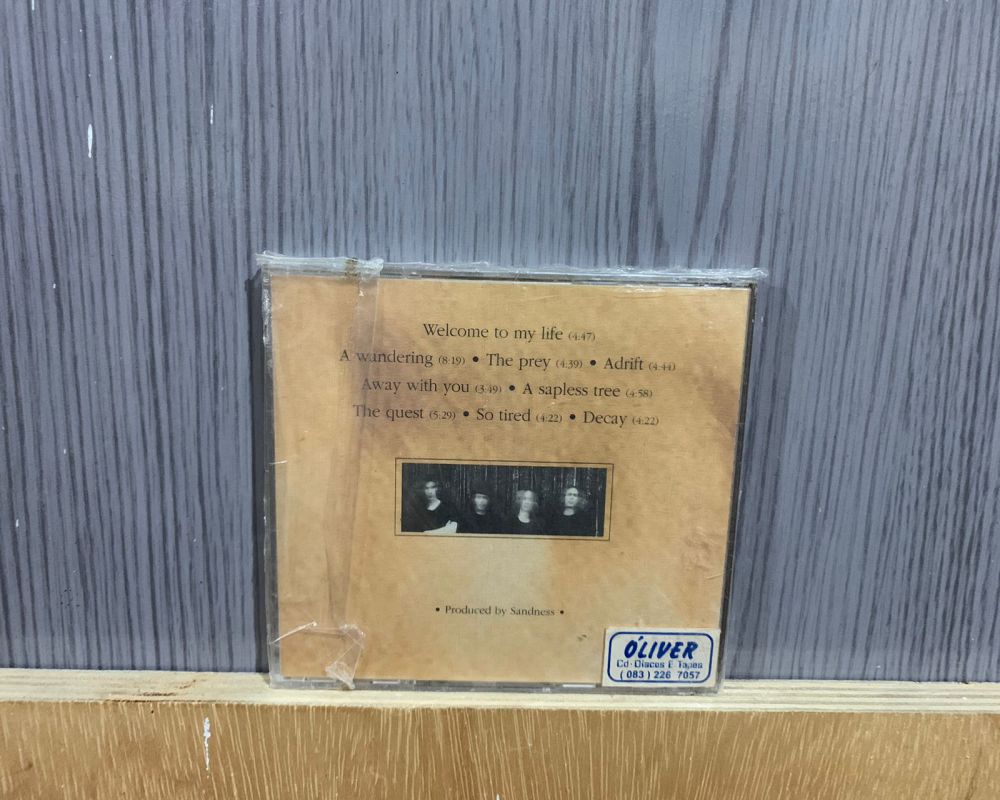 Welcome to my life (4:47)
A wandering (8:19) • The prey (4:39) • Adrift (4:44)
Away with you (3:49) • A sapless tree (4:58)
The quest (5:29) • So tired (4:22) • Decay (4:22)
• Produced by Sandness •
ÓLIVER
Cd-Discos E Tapes
(083) 226 7057